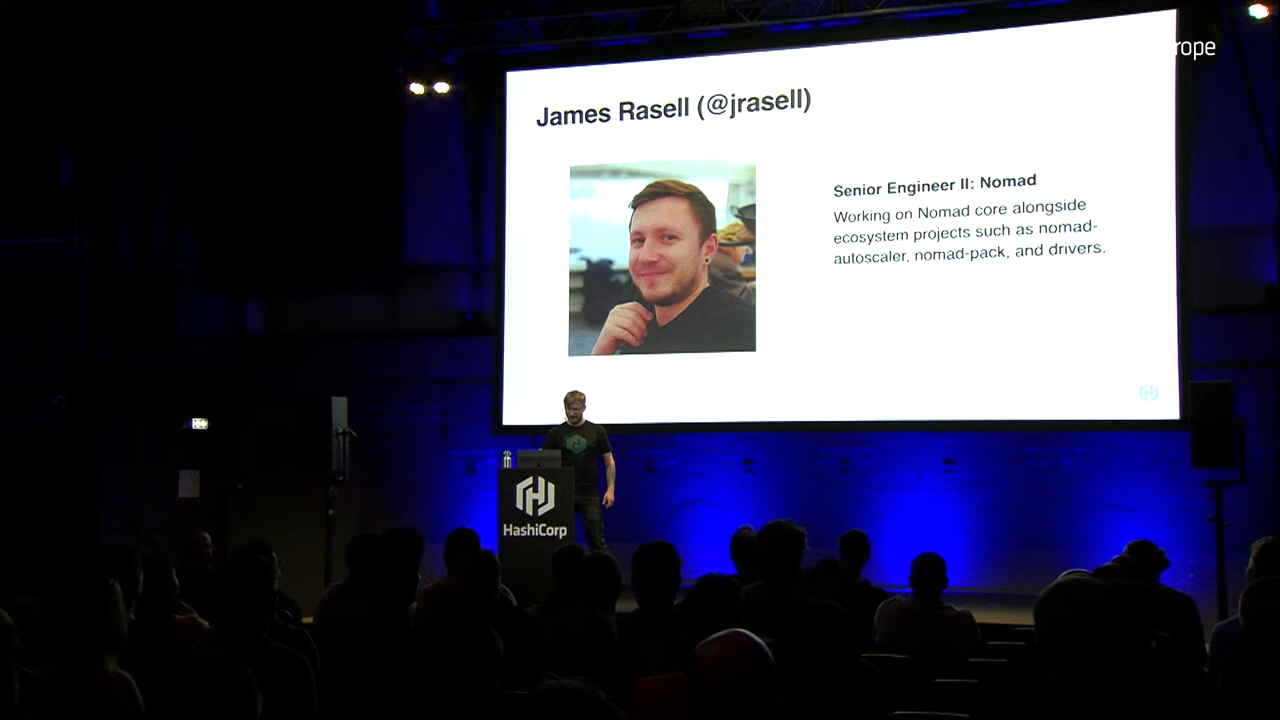 rope
James Rasell (@jrasell)
Senior Engineer II: Nomad
Working on Nomad core alongside
ecosystem projects such as nomad-
autoscaler, nomad-pack, and drivers.
HashiCorp